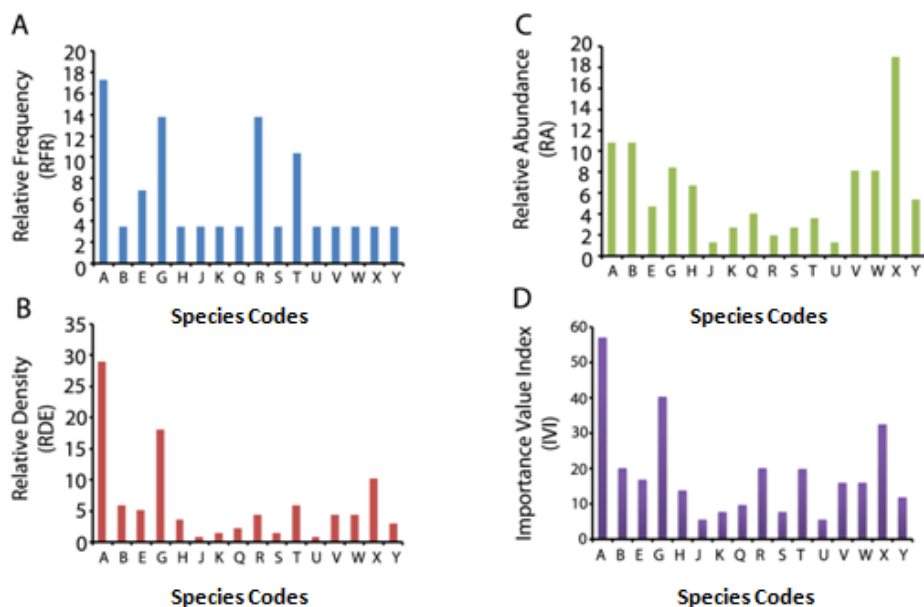 A
Relative Frequency
(RFR)
20
18
16
14
12
10
8
6
4
2
0
A B E G H J K Q R S T U V W X Y
Species Codes
B
Relative Density
(RDE)
35
30
25
20
15
10
5
0
A B E G H J K Q R S T U V W X Y
Species Codes
C
Relative Abundance
(RA)
20
18
16
14
12
10
8
6
4
2
0
A B E G H J K Q R S T U V W X Y
Species Codes
D
Importance Value Index
(IVI)
60
50
40
30
20
10
0
A B E G H J K Q R S T U V W X Y
Species Codes